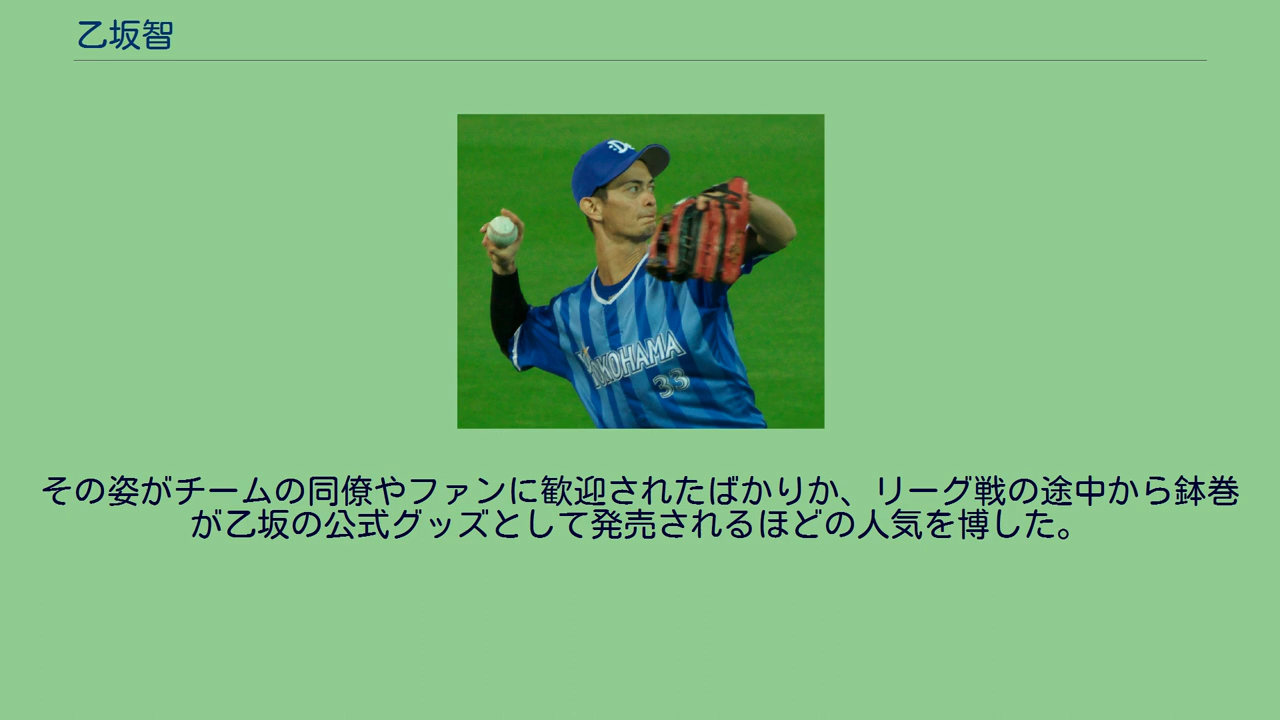 乙坂智
YOKOHAMA
33
その姿がチームの同僚やファンに歓迎されたばかりか、リーグ戦の途中から鉢巻
が乙坂の公式グッズとして発売されるほどの人気を博した。